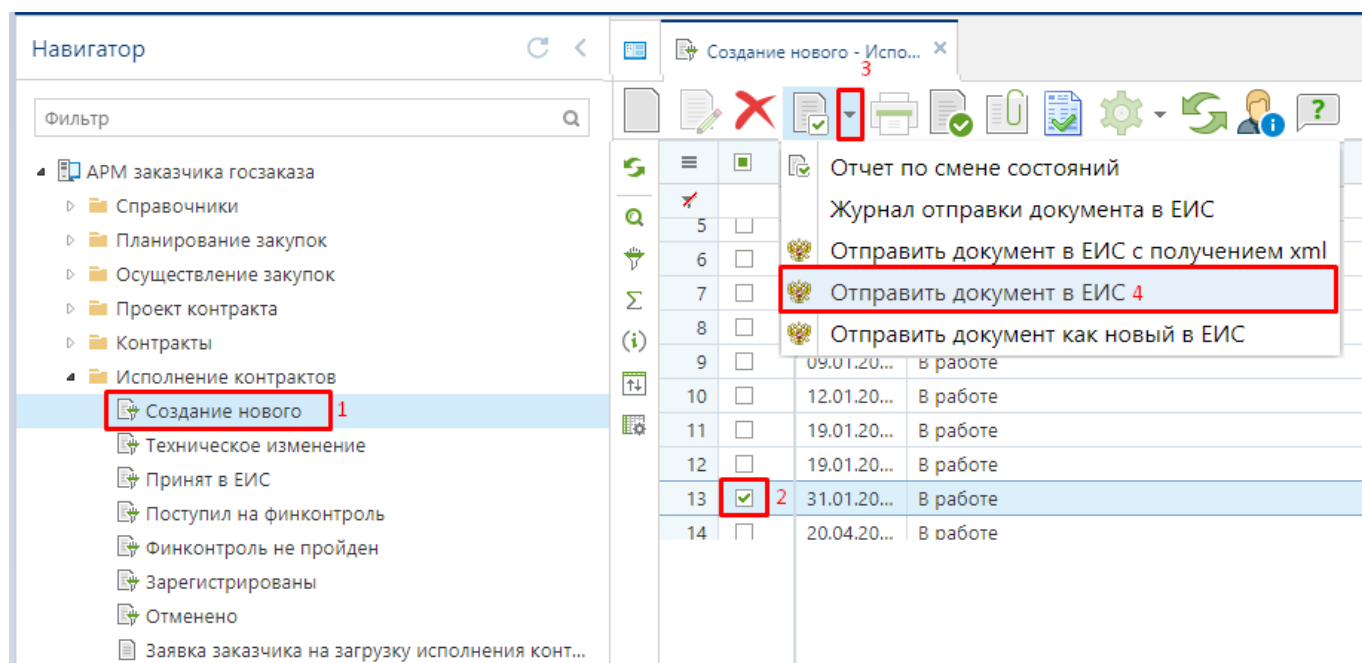 Навигатор
Создание нового - Испо...
3
Фильтр
АРМ заказчика госзаказа
Справочники
Планирование закупок
Осуществление закупок
Проект контракта
Контракты
Исполнение контрактов
Создание нового 1
Техническое изменение
Принят в ЕИС
Поступил на финконтроль
Финконтроль не пройден
Зарегистрированы
Отменено
Заявка заказчика на загрузку исполнения конт...
Отчет по смене состояний
Журнал отправки документа в ЕИС
Отправить документ в ЕИС с получением xml
Отправить документ в ЕИС 4
Отправить документ как новый в ЕИС
5
6
7
8
9 09.01.20... В работе
10 12.01.20... В работе
11 19.01.20... В работе
12 19.01.20... В работе
13 2 31.01.20... В работе
14 20.04.20... В работе